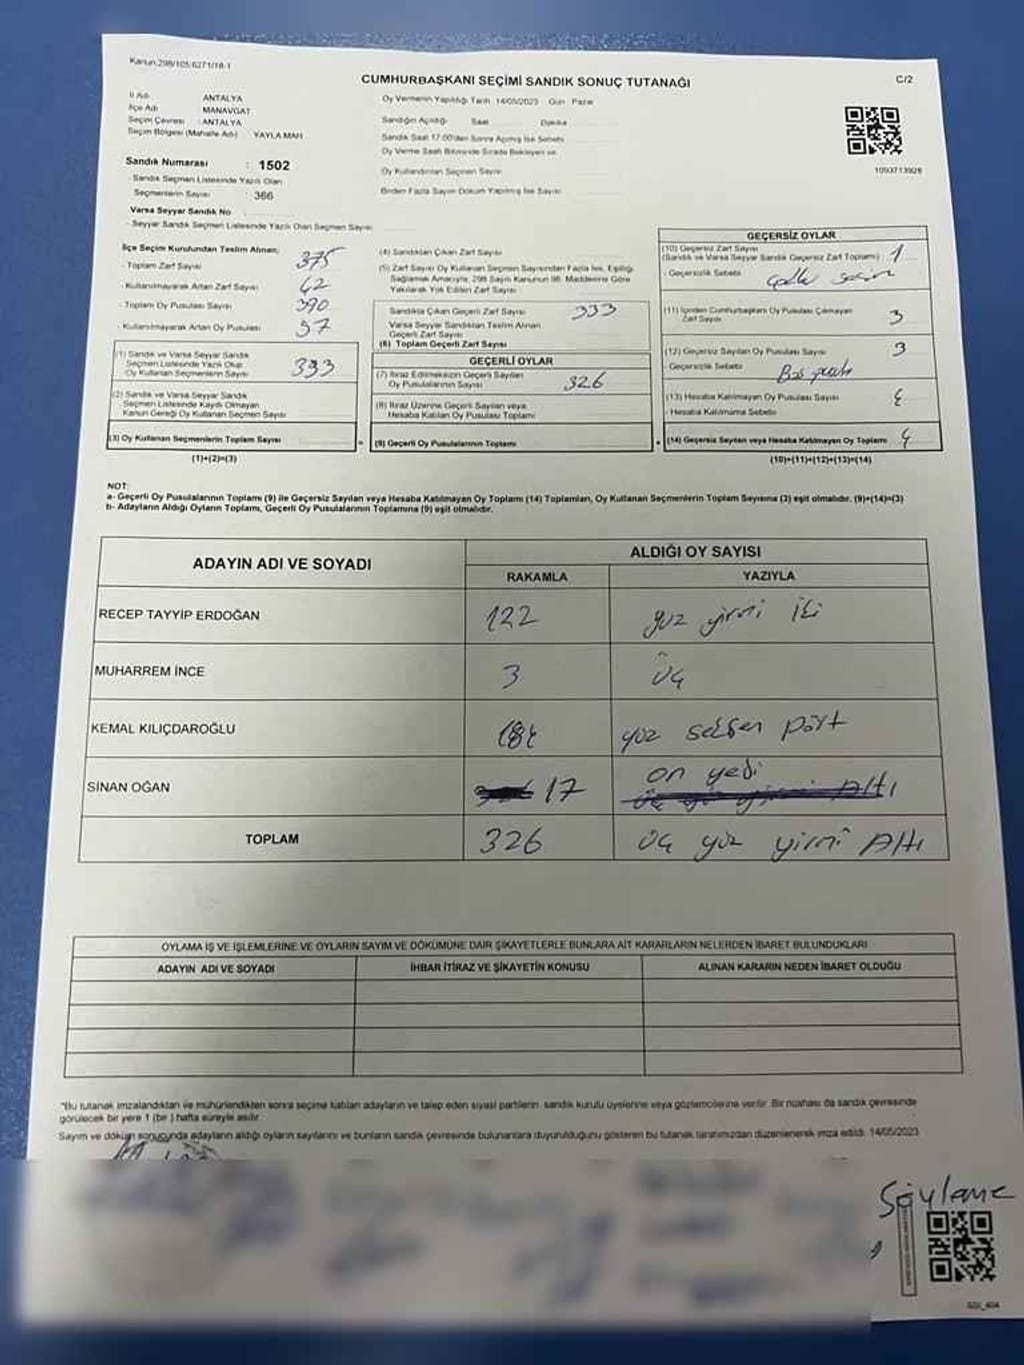 Kanun.298/105;6271/18-1
CUMHURBAŞKANI SEÇİMİ SANDIK SONUÇ TUTANAĞI
C/2
İl Adı ANTALYA
İlçe Adı MANAVGAT
Seçim Çevresi : ANTALYA
Seçim Bölgesi (Mahalle Adı) YAYLA MAH
Sandık Numarası : 1502
- Sandık Seçmen Listesinde Yazılı Olan
Seçmenlerin Sayısı : 366
Varsa Seyyar Sandık No
- Seyyar Sandık Seçmen Listesinde Yazılı Olan Seçmen Sayısı
Oy Vermenin Yapıldığı Tarih 14/05/2023 Gün Pazar
Sandığın Açıldığı Saat Dakika
Sandık Saat 17.00'den Sonra Açılmış İse Sebebi
Oy Verme Saati Bitiminde Sırada Bekleyen ve
Oy Kullandırılan Seçmen Sayısı
Birden Fazla Sayım Döküm Yapılmış İse Sayısı
1093713928
İlçe Seçim Kurulundan Teslim Alınan;
- Toplam Zarf Sayısı 375
- Kullanılmayarak Artan Zarf Sayısı 42
- Toplam Oy Pusulası Sayısı 390
- Kullanılmayarak Artan Oy Pusulası 57
(1) Sandık ve Varsa Seyyar Sandık
Seçmen Listesinde Yazılı Olup
Oy Kullanan Seçmenlerin Sayısı 333
(2) Sandık ve Varsa Seyyar Sandık
Seçmen Listesinde Kayıtlı Olmayan
Kanun Gereği Oy Kullanan Seçmen Sayısı
(3) Oy Kullanan Seçmenlerin Toplam Sayısı
(1)+(2)=(3)
(4) Sandıktan Çıkan Zarf Sayısı
(5) Zarf Sayısı Oy Kullanan Seçmen Sayısından Fazla İse, Eşitliği
Sağlamak Amacıyla, 298 Sayılı Kanunun 98. Maddesine Göre
Yakılarak Yok Edilen Zarf Sayısı
Sandıkta Çıkan Geçerli Zarf Sayısı 333
Varsa Seyyar Sandıktan Teslim Alınan
Geçerli Zarf Sayısı
(6) Toplam Geçerli Zarf Sayısı
GEÇERLİ OYLAR
(7) İtiraz Edilmeksizin Geçerli Sayılan
Oy Pusulalarının Sayısı 326
(8) İtiraz Üzerine Geçerli Sayılan veya
Hesaba Katılan Oy Pusulası Toplamı
= (9) Geçerli Oy Pusulalarının Toplamı
GEÇERSİZ OYLAR
(10) Geçersiz Zarf Sayısı
(Sandık ve Varsa Seyyar Sandık Geçersiz Zarf Toplamı) 1
- Geçersizlik Sebebi
(11) İçinden Cumhurbaşkanı Oy Pusulası Çıkmayan
Zarf Sayısı 3
(12) Geçersiz Sayılan Oy Pusulası Sayısı 3
- Geçersizlik Sebebi Boş pusula
(13) Hesaba Katılmayan Oy Pusulası Sayısı
- Hesaba Katılmama Sebebi
+ (14) Geçersiz Sayılan veya Hesaba Katılmayan Oy Toplamı
(10)+(11)+(12)+(13)=(14)
NOT:
a- Geçerli Oy Pusulalarının Toplamı (9) ile Geçersiz Sayılan veya Hesaba Katılmayan Oy Toplamı (14) Toplamları, Oy Kullanan Seçmenlerin Toplam Sayısına (3) eşit olmalıdır. (9)+(14)=(3)
b- Adayların Aldığı Oyların Toplamı, Geçerli Oy Pusulalarının Toplamına (9) eşit olmalıdır.
ADAYIN ADI VE SOYADI ALDIĞI OY SAYISI
RAKAMLA YAZIYLA
RECEP TAYYİP ERDOĞAN 122 yüz yirmi iki
MUHARREM İNCE 3 üç
KEMAL KILIÇDAROĞLU 184 yüz seksen Dört
SİNAN OĞAN 17 on yedi
TOPLAM 326 üç yüz yirmi Altı
OYLAMA İŞ VE İŞLEMLERİNE VE OYLARIN SAYIM VE DÖKÜMÜNE DAİR ŞİKAYETLERLE BUNLARA AİT KARARLARIN NELERDEN İBARET BULUNDUKLARI
ADAYIN ADI VE SOYADI İHBAR İTİRAZ VE ŞİKAYETİN KONUSU ALINAN KARARIN NEDEN İBARET OLDUĞU
"Bu tutanak imzalandıktan ve mühürlendikten sonra seçime katılan adayların ve talep eden siyasi partilerin sandık kurulu üyelerine veya gözlemcilerine verilir. Bir nüshası da sandık çevresinde
görülecek bir yere 1 (bir ) hafta süreyle asılır.
Sayım ve döküm sonucunda adayların aldığı oyların sayılarını ve bunların sandık çevresinde bulunanlara duyurulduğunu gösteren bu tutanak tarafımızdan düzenlenerek imza edildi. 14/05/2023